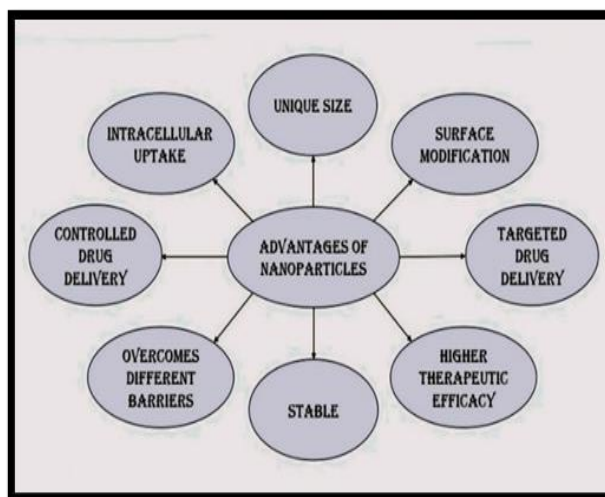 UNIQUE SIZE
INTRACELLULAR
UPTAKE
SURFACE
MODIFICATION
CONTROLLED
DRUG
DELIVERY
ADVANTAGES OF
NANOPARTICLES
TARGETED
DRUG
DELIVERY
OVERCOMES
DIFFERENT
BARRIERS
STABLE
HIGHER
THERAPEUTIC
EFFICACY